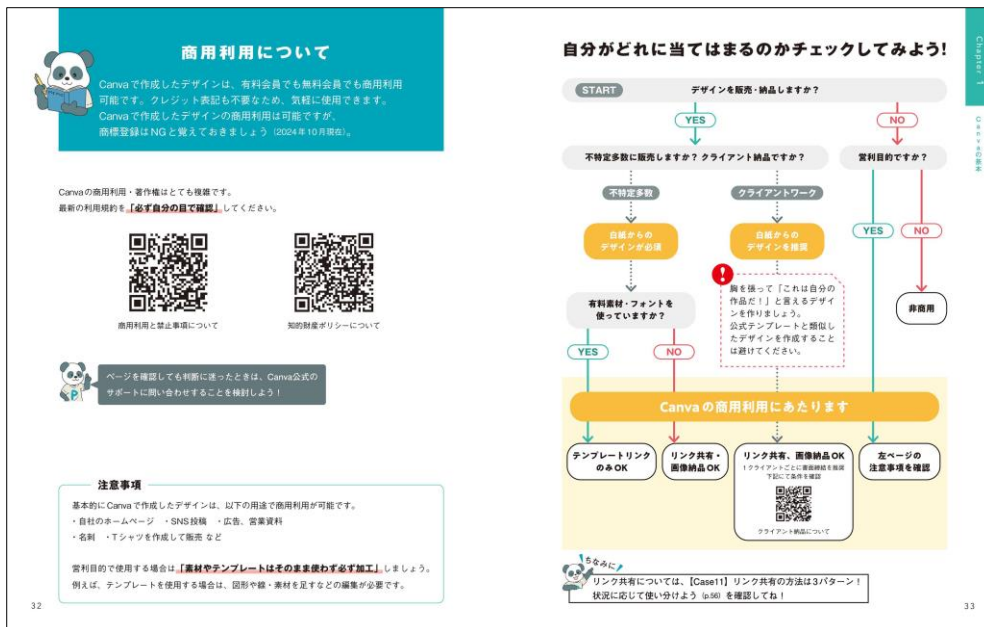 商用利用について
Canvaで作成したデザインは、有料会員でも無料会員でも商用利用
可能です。クレジット表記も不要なため、気軽に使用できます。
Canvaで作成したデザインの商用利用は可能ですが、
商標登録はNGと覚えておきましょう（2024年10月現在）。
Canvaの商用利用・著作権はとても複雑です。
最新の利用規約を「必ず自分の目で確認」してください。
商用利用と禁止事項について
知的財産ポリシーについて
P
ページを確認しても判断に迷ったときは、Canva公式の
サポートに問い合わせすることを検討しよう！
注意事項
基本的にCanvaで作成したデザインは、以下の用途で商用利用が可能です。
・自社のホームページ ・SNS投稿 ・広告、営業資料
・名刺 ・Tシャツを作成して販売 など
営利目的で使用する場合は「素材やテンプレートはそのまま使わず必ず加工」しましょう。
例えば、テンプレートを使用する場合は、図形や線・素材を足すなどの編集が必要です。
32
自分がどれに当てはまるのかチェックしてみよう!
START
デザインを販売・納品しますか？
YES
NO
不特定多数に販売しますか？ クライアント納品ですか？
営利目的ですか？
不特定多数
クライアントワーク
白紙からの
デザインが必須
白紙からの
デザインを推奨
YES
NO
!
胸を張って「これは自分の
作品だ！」と言えるデザイ
ンを作りましょう。
公式テンプレートと類似し
たデザインを作成すること
は避けてください。
有料素材・フォントを
使っていますか？
非商用
YES
NO
Canvaの商用利用にあたります
テンプレートリンク
のみOK
リンク共有・
画像納品OK
リンク共有、画像納品OK
1クライアントごとに書面締結を推奨
下記にて条件を確認
クライアント納品について
左ページの
注意事項を確認
ちなみに
リンク共有については、【Case11】リンク共有の方法は3パターン！
状況に応じて使い分けよう（p.56）を確認してね！
33
Chapter 1
Canvaの基本